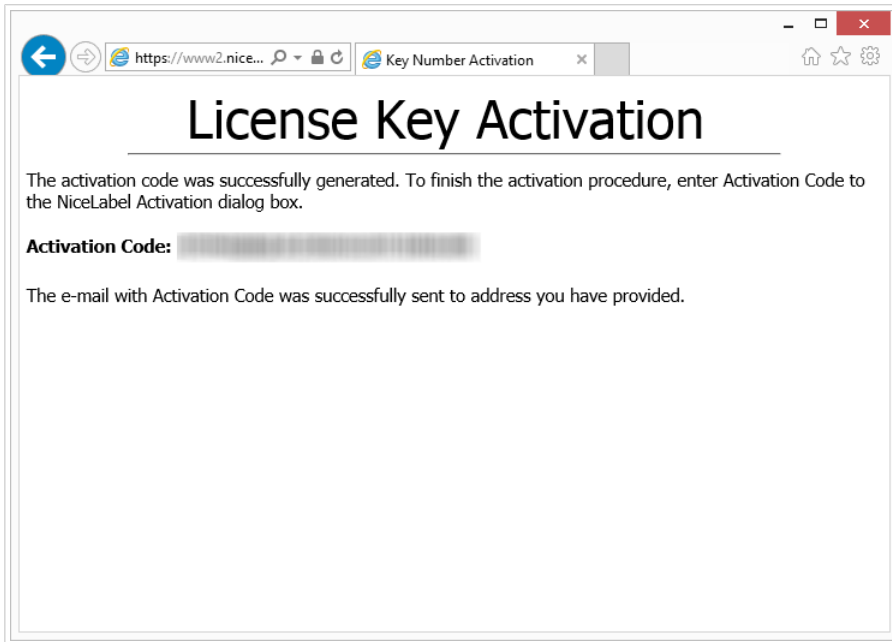 https://www2.nice...
Key Number Activation
License Key Activation
The activation code was successfully generated. To finish the activation procedure, enter Activation Code to
the NiceLabel Activation dialog box.
Activation Code:
The e-mail with Activation Code was successfully sent to address you have provided.